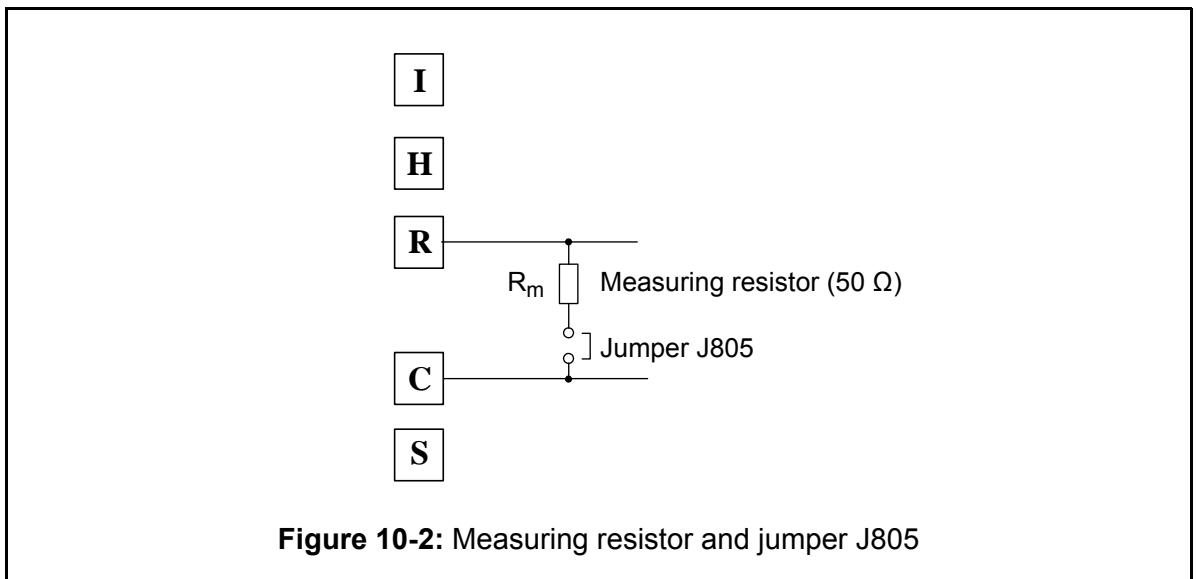 I
H
R
Rm Measuring resistor (50 Ω)
Jumper J805
C
S
Figure 10-2: Measuring resistor and jumper J805